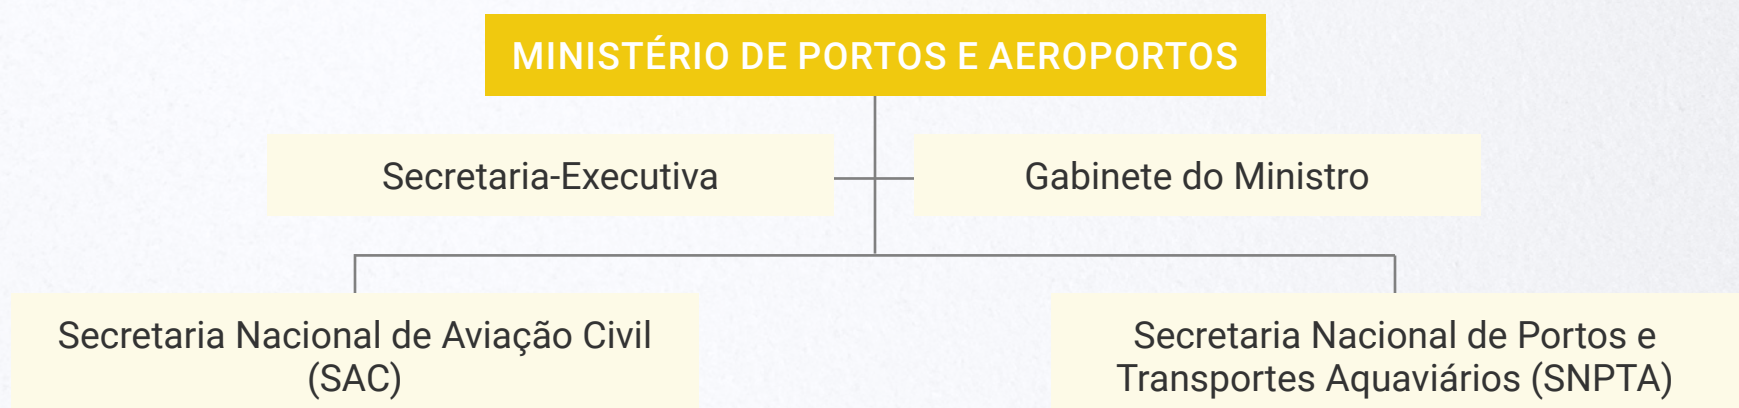 MINISTÉRIO DE PORTOS E AEROPORTOS
Secretaria-Executiva
Gabinete do Ministro
Secretaria Nacional de Aviação Civil
(SAC)
Secretaria Nacional de Portos e
Transportes Aquaviários (SNPTA)